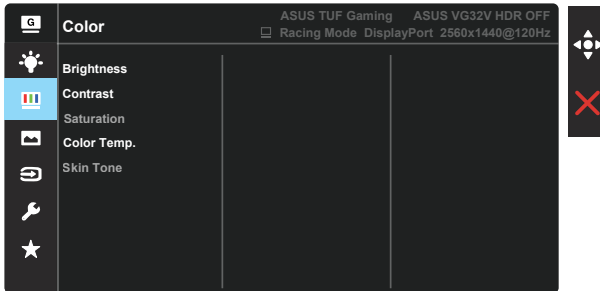 G
Color
ASUS TUF Gaming ASUS VG32V HDR OFF
Racing Mode DisplayPort 2560x1440@120Hz
Brightness
Contrast
Saturation
Color Temp.
Skin Tone